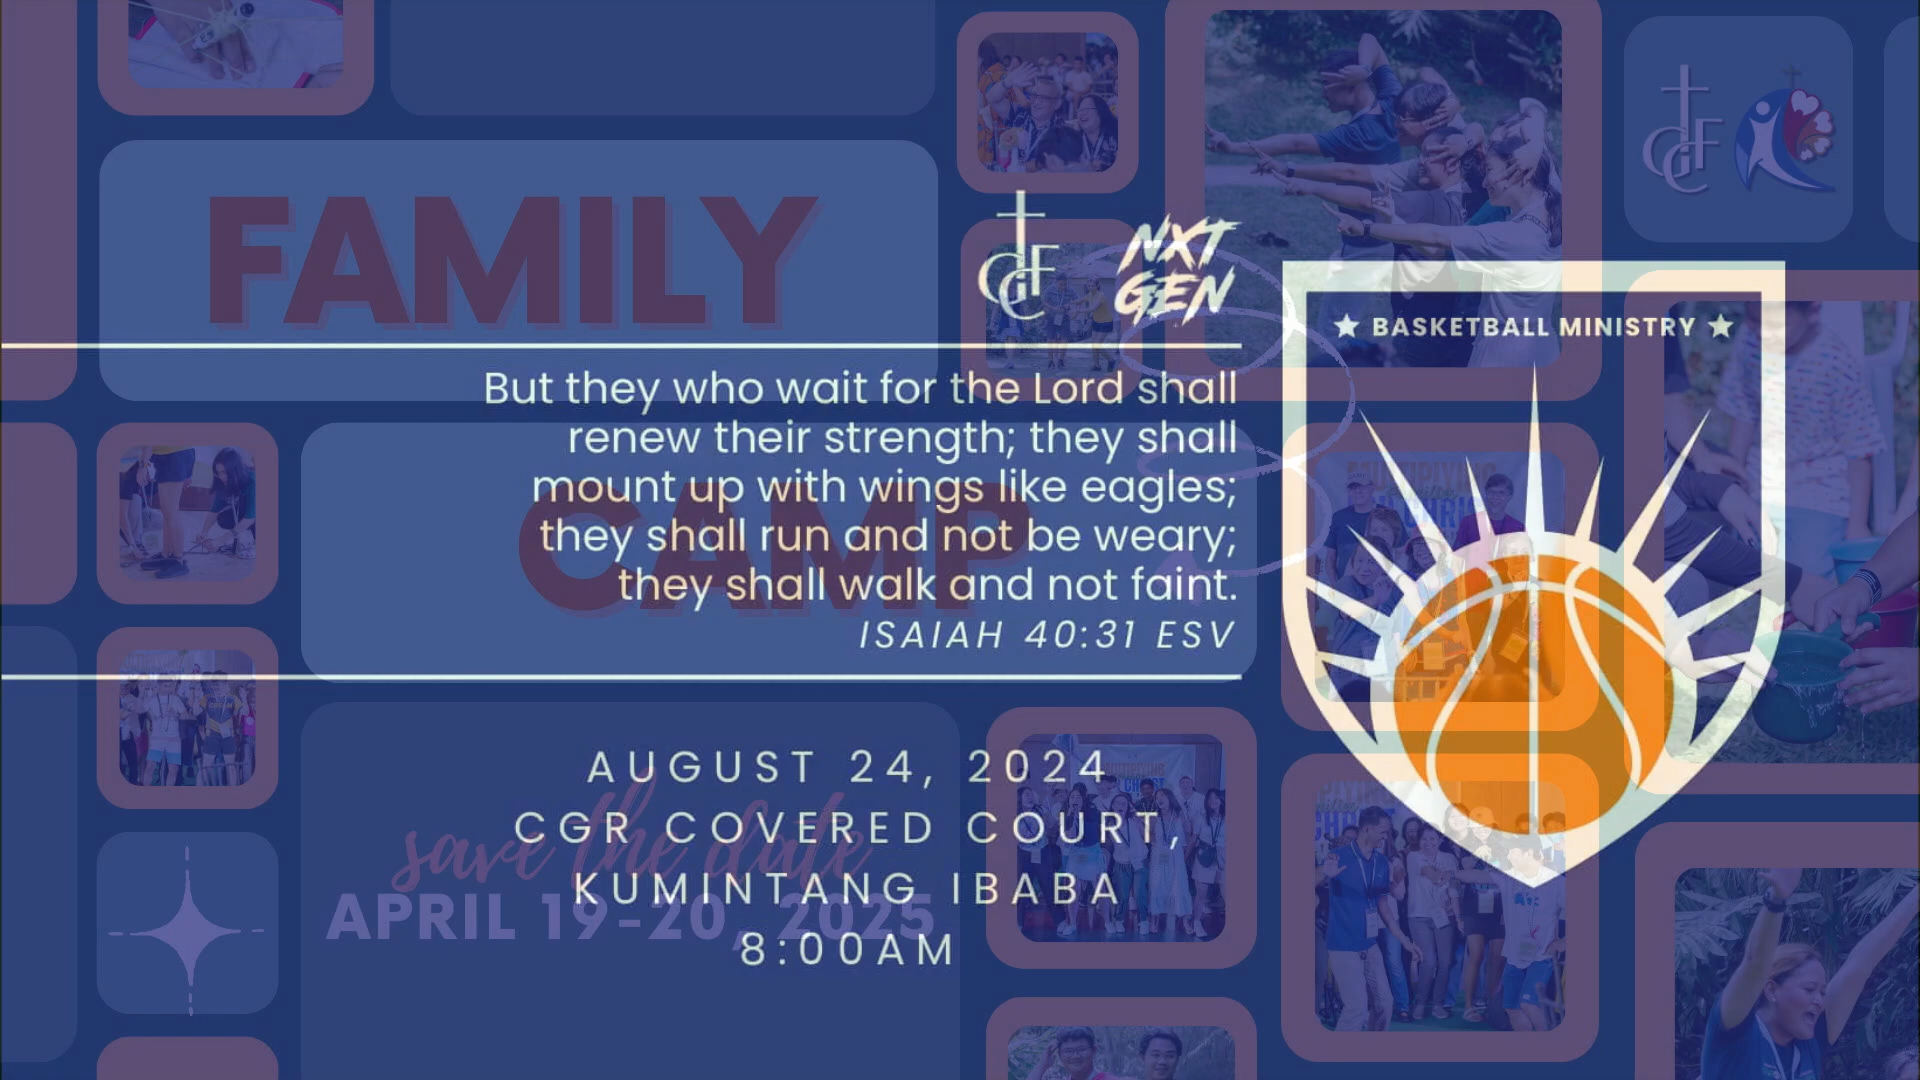 FAMILY
CCF
NXT
GEN
CCF
★ BASKETBALL MINISTRY ★
But they who wait for the Lord shall
renew their strength; they shall
mount up with wings like eagles;
they shall run and not be weary;
they shall walk and not faint.
ISAIAH 40:31 ESV
CAMP
AUGUST 24, 2024
CGR COVERED COURT,
KUMINTANG IBABA
8:00AM
save the date
APRIL 19-20, 2025